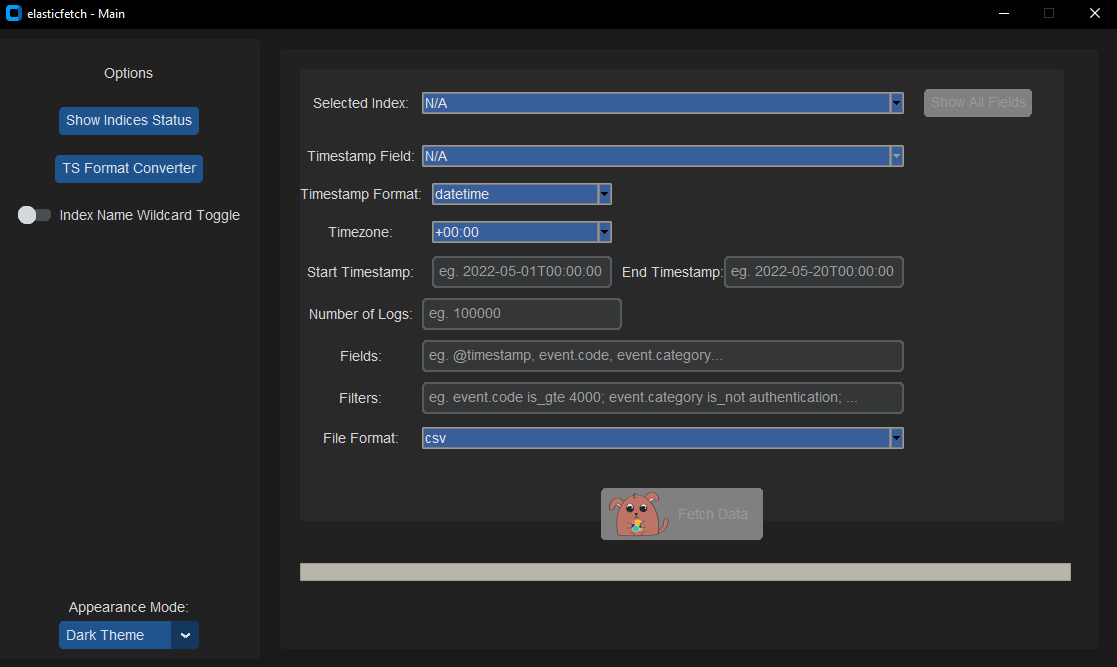 elasticfetch - Main
Options
Show Indices Status
TS Format Converter
Index Name Wildcard Toggle
Appearance Mode:
Dark Theme
Selected Index: N/A Show All Fields
Timestamp Field: N/A
Timestamp Format: datetime
Timezone: +00:00
Start Timestamp: eg. 2022-05-01T00:00:00 End Timestamp: eg. 2022-05-20T00:00:00
Number of Logs: eg. 100000
Fields: eg. @timestamp, event.code, event.category...
Filters: eg. event.code is_gte 4000; event.category is_not authentication; ...
File Format: csv
Fetch Data